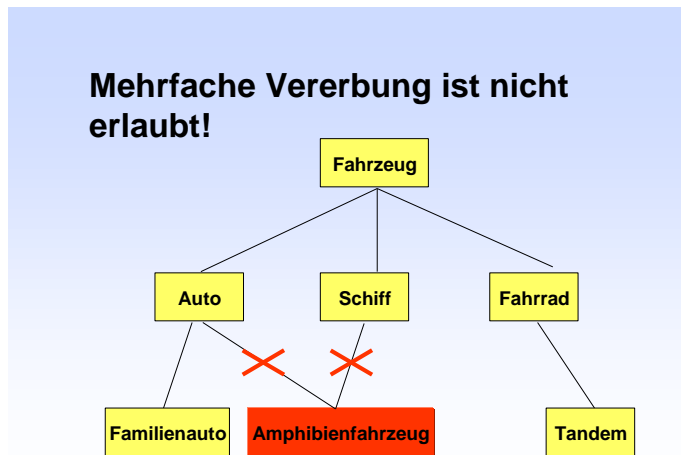 Mehrfache Vererbung ist nicht
erlaubt!
Fahrzeug
Auto
Schiff
Fahrrad
Familienauto
Amphibienfahrzeug
Tandem